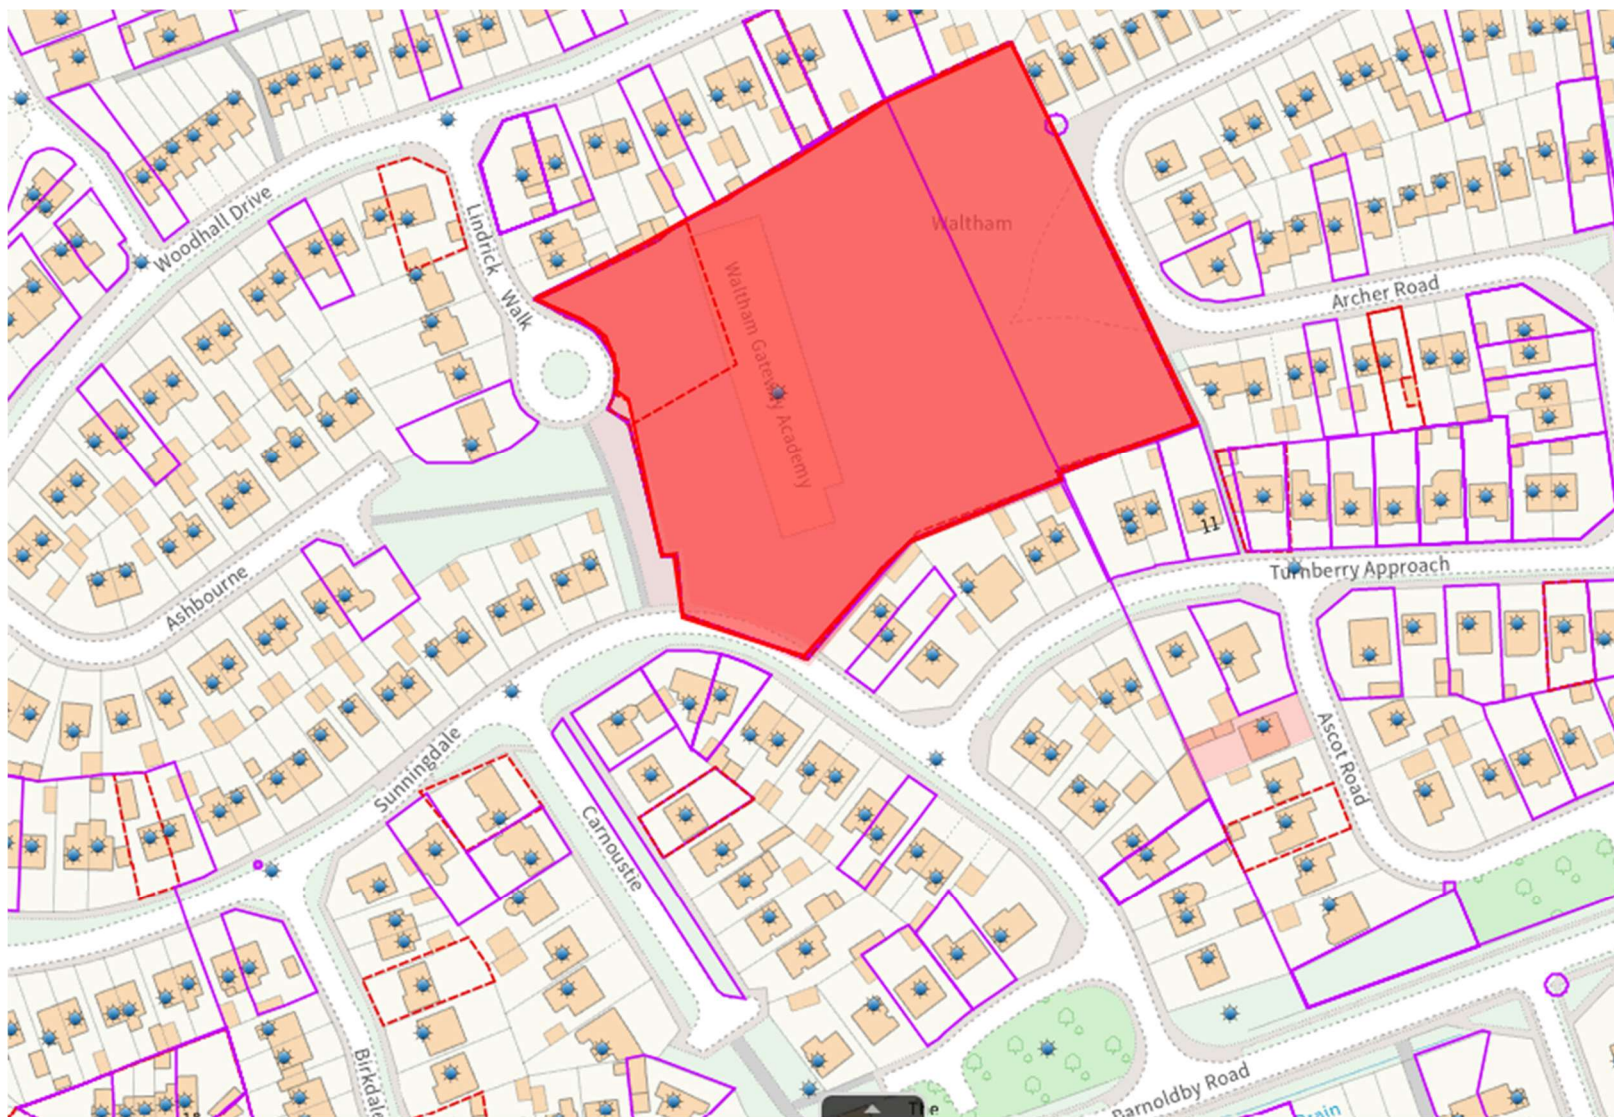 Woodhall Drive
Lindrick Walk
Waltham
Waltham Gateway Academy
Archer Road
11
Turnberry Approach
Ashbourne
Sunningdale
Ascot Road
Carnoustie
Birkdale
Barnoldby Road
The